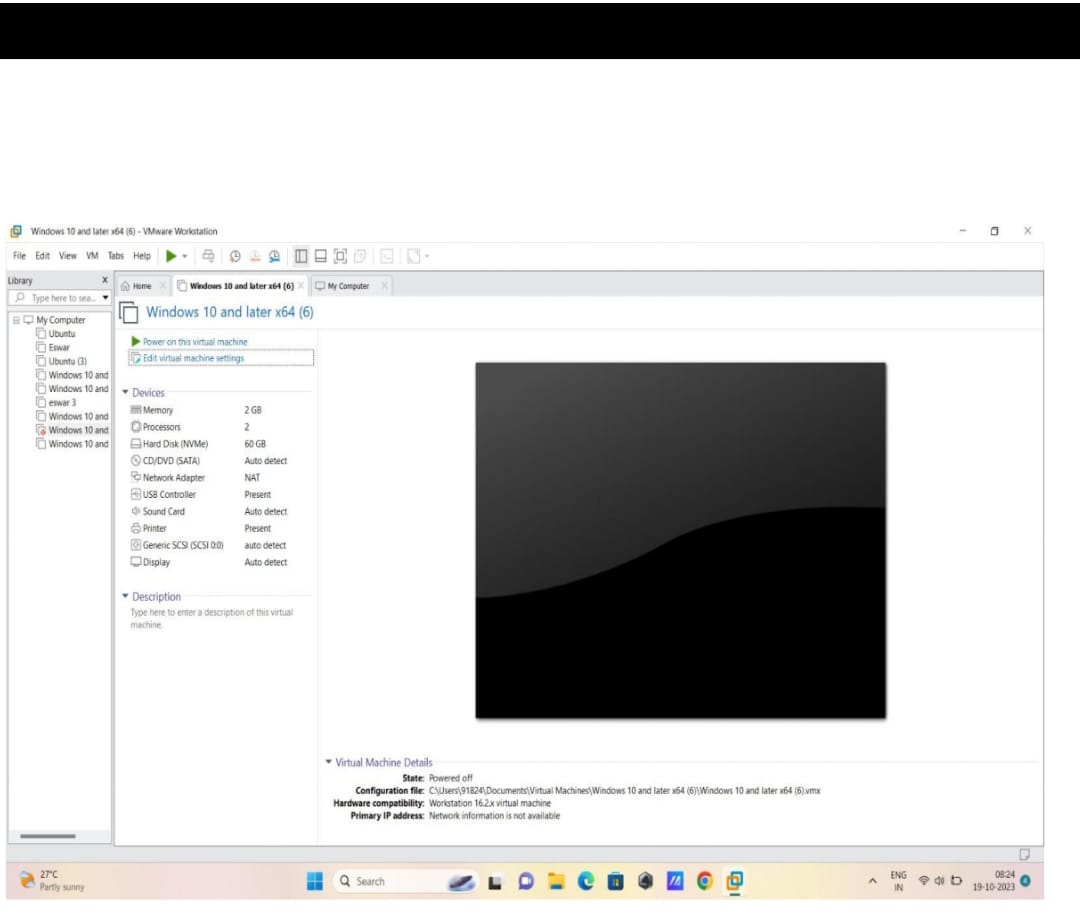 Windows 10 and later x64 (6) - VMware Workstation
File Edit View VM Tabs Help
Library X
Type here to sea...
My Computer
Ubuntu
Eswar
Ubuntu (3)
Windows 10 and
Windows 10 and
eswar 3
Windows 10 and
Windows 10 and
Windows 10 and
Home
Windows 10 and later x64 (6)
My Computer
Windows 10 and later x64 (6)
Power on this virtual machine
Edit virtual machine settings
Devices
Memory 2 GB
Processors 2
Hard Disk (NVMe) 60 GB
CD/DVD (SATA) Auto detect
Network Adapter NAT
USB Controller Present
Sound Card Auto detect
Printer Present
Generic SCSI (SCSI 0:0) auto detect
Display Auto detect
Description
Type here to enter a description of this virtual
machine.
Virtual Machine Details
State: Powered off
Configuration file: C:\Users\91824\Documents\Virtual Machines\Windows 10 and later x64 (6)\Windows 10 and later x64 (6).vmx
Hardware compatibility: Workstation 16.2.x virtual machine
Primary IP address: Network information is not available
27°C
Partly sunny
Search
ENG
IN
08:24
19-10-2023
4